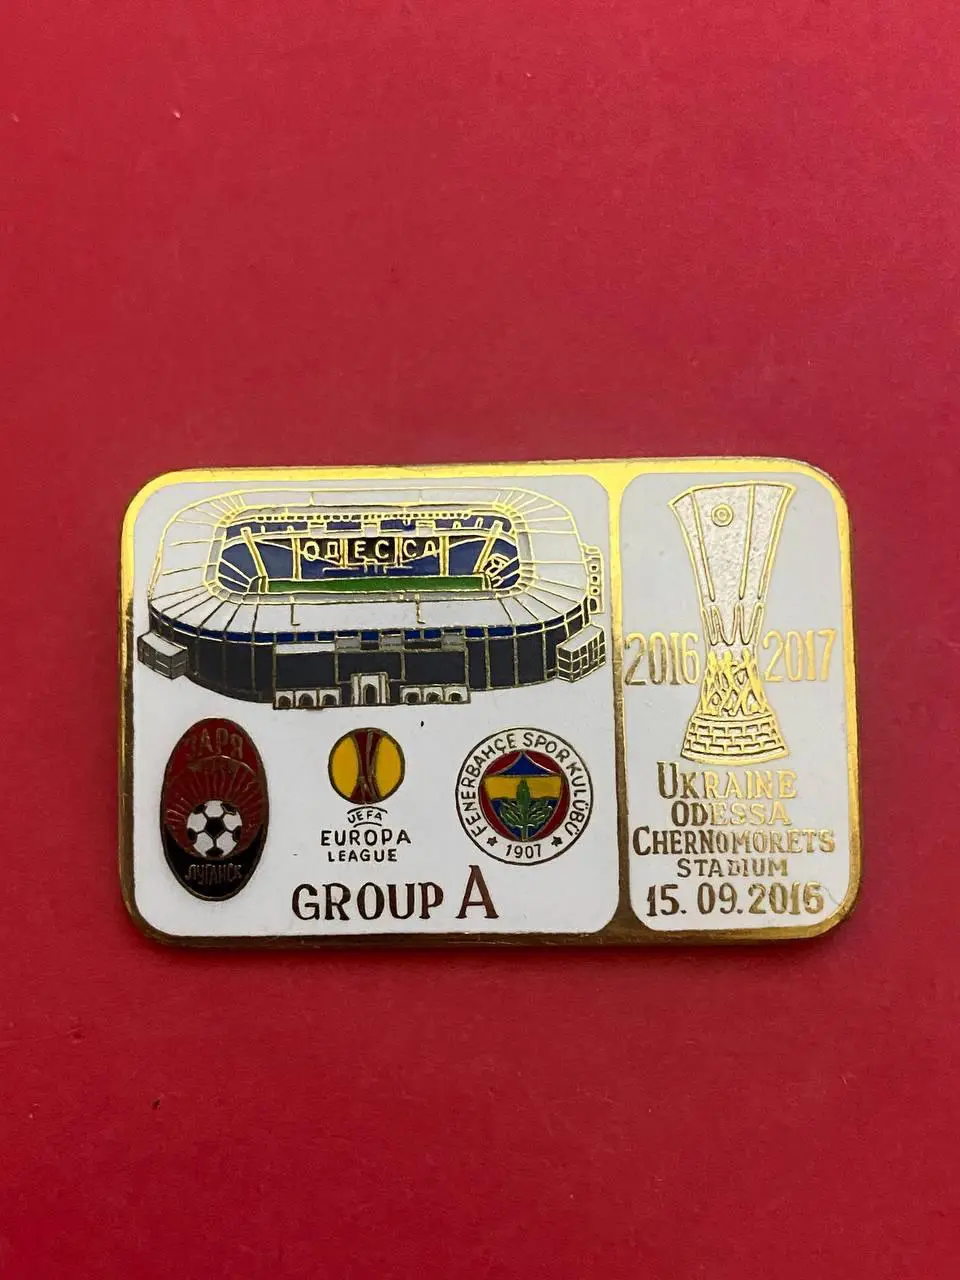 ОДЕССА
ЗАРЯ
ЛУГАНСК
UEFA
EUROPA
LEAGUE
FENERBAHÇE SPOR KULÜBÜ
1907
GROUP A
2016 2017
UKRAINE
ODESSA
CHERNOMORETS
STADIUM
15.09.2016